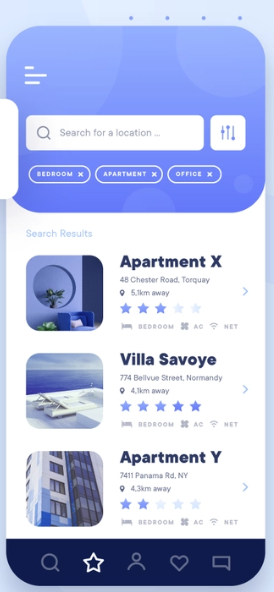 Search for a location ...
BEDROOM ×
APARTMENT ×
OFFICE ×
Search Results
Apartment X
48 Chester Road, Torquay
5,1km away
BEDROOM AC NET
Villa Savoye
774 Bellvue Street, Normandy
4,1km away
BEDROOM AC NET
Apartment Y
7411 Panama Rd, NY
4,3km away
BEDROOM AC NET